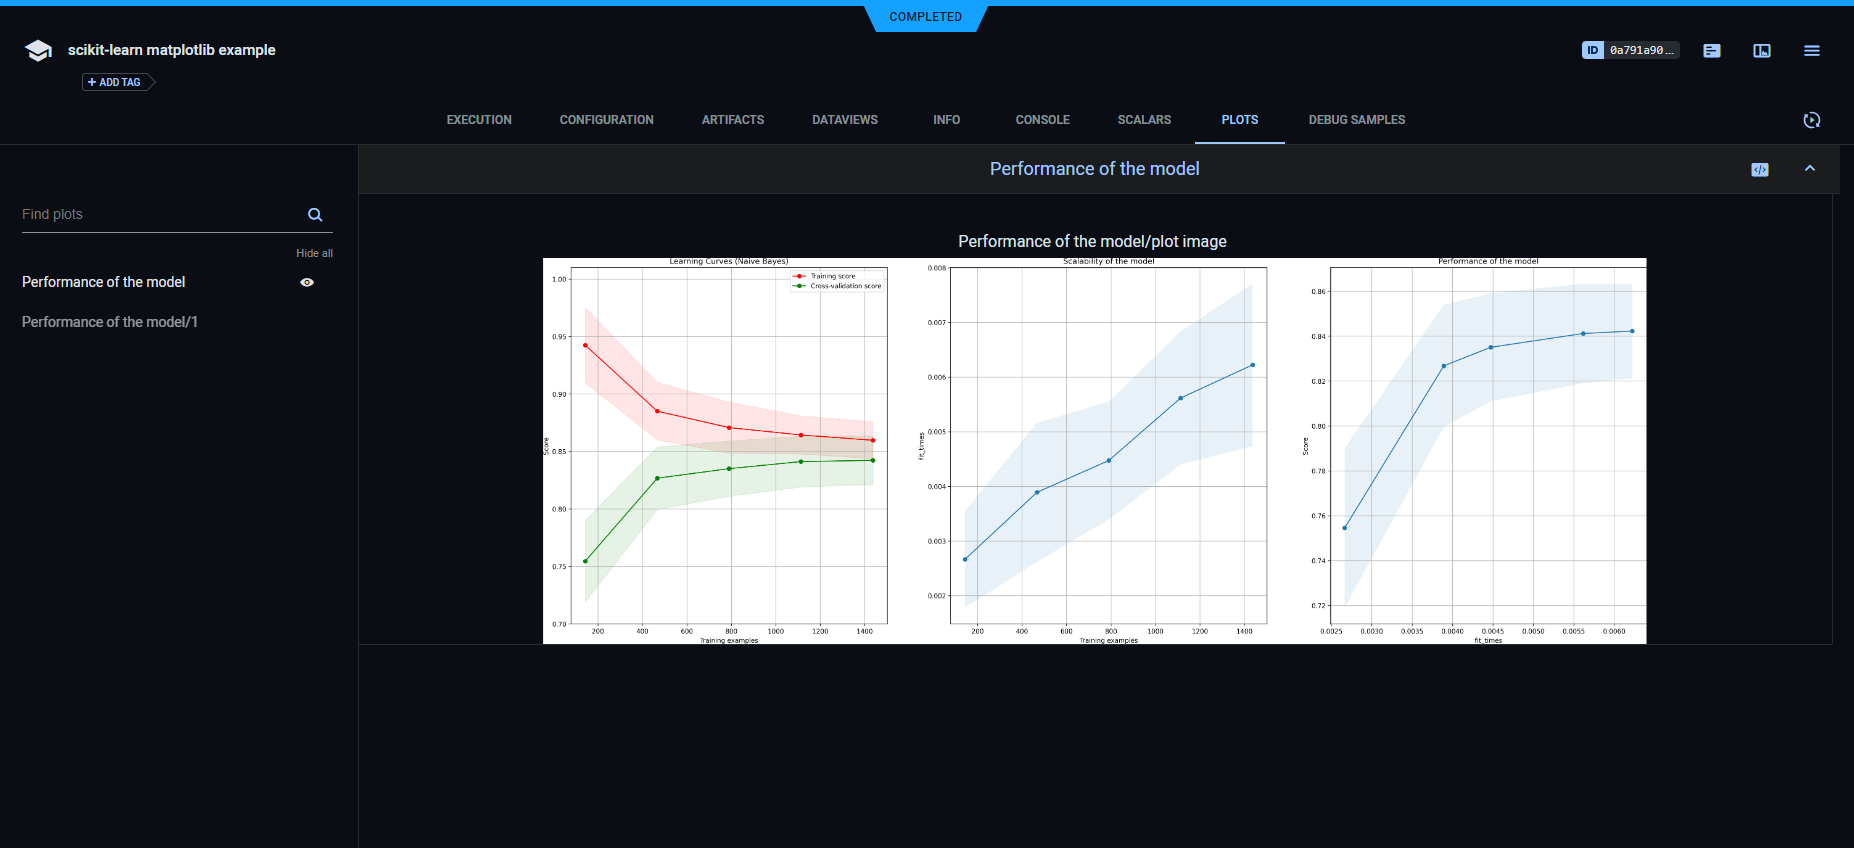 COMPLETED
scikit-learn matplotlib example
ID 0a791a90 ...
+ ADD TAG
EXECUTION CONFIGURATION ARTIFACTS DATAVIEWS INFO CONSOLE SCALARS PLOTS DEBUG SAMPLES
Find plots
Hide all
Performance of the model
Performance of the model/1
Performance of the model
Performance of the model/plot image
Learning Curves (Naive Bayes)
Training score
Cross-validation score
1.00
0.95
0.90
0.85
0.80
0.75
0.70
Score
200 400 600 800 1000 1200 1400
Training examples
Scalability of the model
0.008
0.007
0.006
0.005
0.004
0.003
0.002
fit_times
200 400 600 800 1000 1200 1400
Training examples
Performance of the model
0.86
0.84
0.82
0.80
0.78
0.76
0.74
0.72
Score
0.0025 0.0030 0.0035 0.0040 0.0045 0.0050 0.0055 0.0060
fit_times